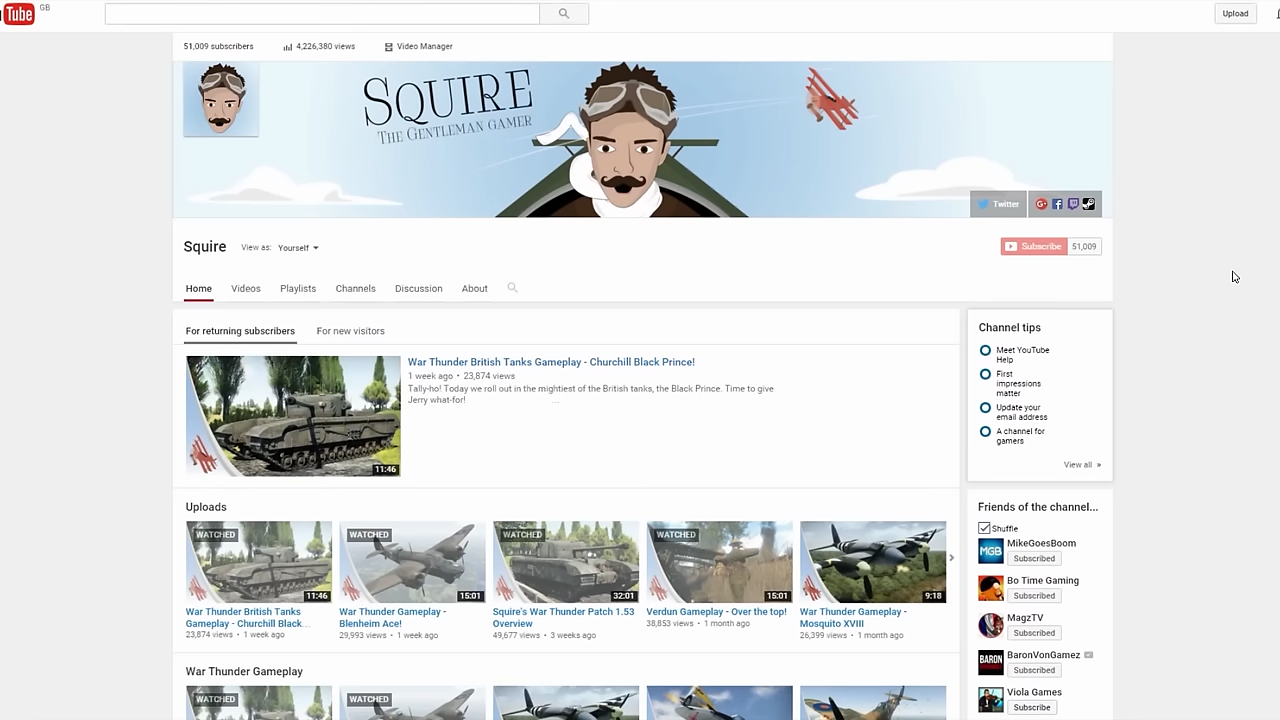 Tube GB
Upload
51,009 subscribers 4,226,380 views Video Manager
SQUIRE
THE GENTLEMAN GAMER
Twitter
Squire View as: Yourself
Subscribe 51,009
Home Videos Playlists Channels Discussion About
For returning subscribers For new visitors
War Thunder British Tanks Gameplay - Churchill Black Prince!
1 week ago • 23,874 views
Tally-ho! Today we roll out in the mightiest of the British tanks, the Black Prince. Time to give
Jerry what-for! ...
11:46
Channel tips
Meet YouTube
Help
First
impressions
matter
Update your
email address
A channel for
gamers
View all »
Uploads
WATCHED
11:46
War Thunder British Tanks
Gameplay - Churchill Black...
23,874 views • 1 week ago
WATCHED
15:01
War Thunder Gameplay -
Blenheim Ace!
29,993 views • 1 week ago
WATCHED
32:01
Squire's War Thunder Patch 1.53
Overview
49,677 views • 3 weeks ago
WATCHED
15:01
Verdun Gameplay - Over the top!
38,853 views • 1 month ago
9:18
War Thunder Gameplay -
Mosquito XVIII
26,399 views • 1 month ago
Friends of the channel...
Shuffle
MGB
MikeGoesBoom
Subscribed
Bo Time Gaming
Subscribed
MagzTV
Subscribed
BARON
BaronVonGamez
Subscribed
Viola Games
Subscribe
War Thunder Gameplay
WATCHED
WATCHED